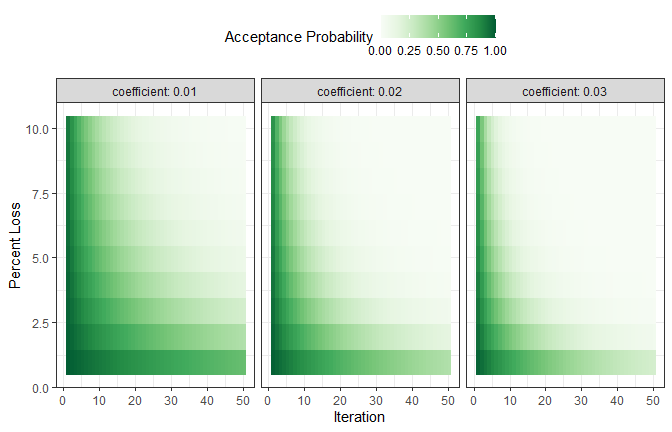 Acceptance Probability
0.00 0.25 0.50 0.75 1.00
coefficient: 0.01 coefficient: 0.02 coefficient: 0.03
10.0
7.5
5.0
2.5
0.0
Percent Loss
0 10 20 30 40 50 0 10 20 30 40 50 0 10 20 30 40 50
Iteration